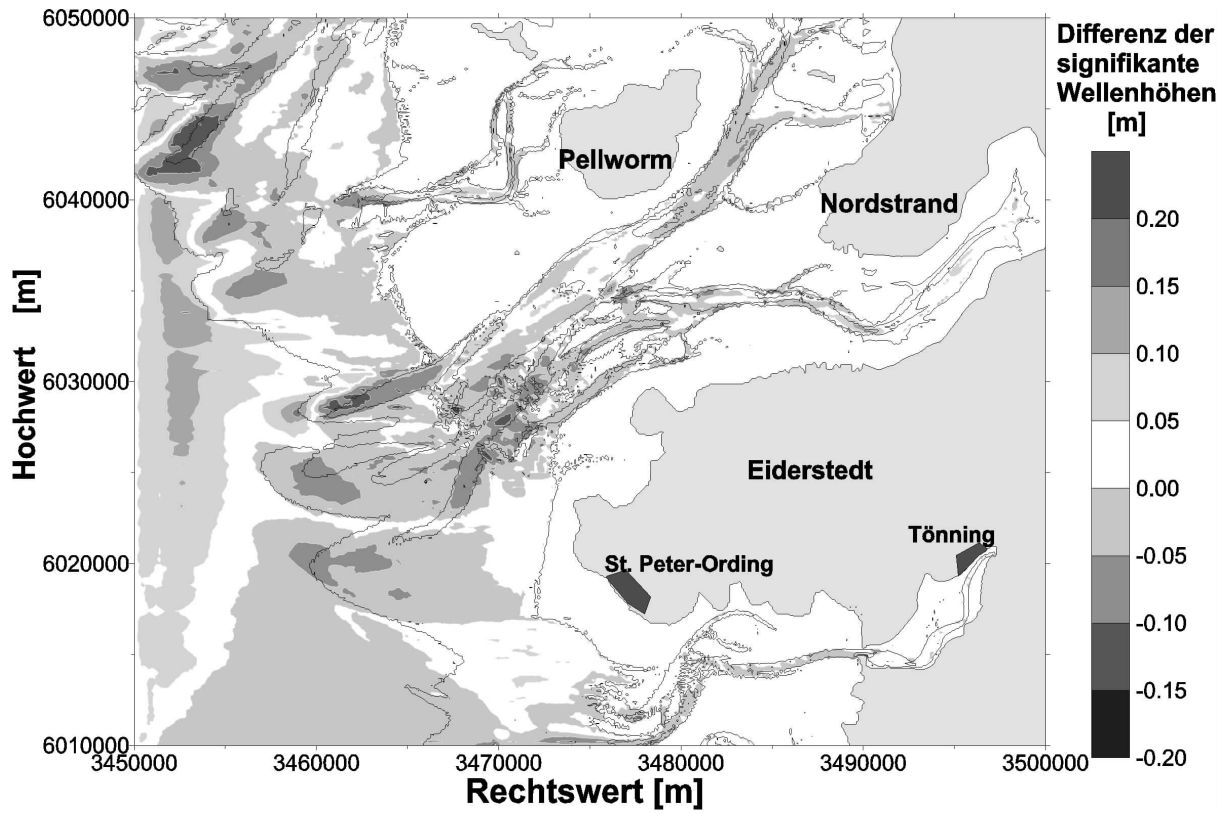 6050000
6040000
6030000
6020000
6010000
Hochwert [m]
3450000
3460000
3470000
3480000
3490000
3500000
Rechtswert [m]
Pellworm
Nordstrand
Eiderstedt
Tönning
St. Peter-Ording
Differenz der
signifikante
Wellenhöhen
[m]
0.20
0.15
0.10
0.05
0.00
-0.05
-0.10
-0.15
-0.20